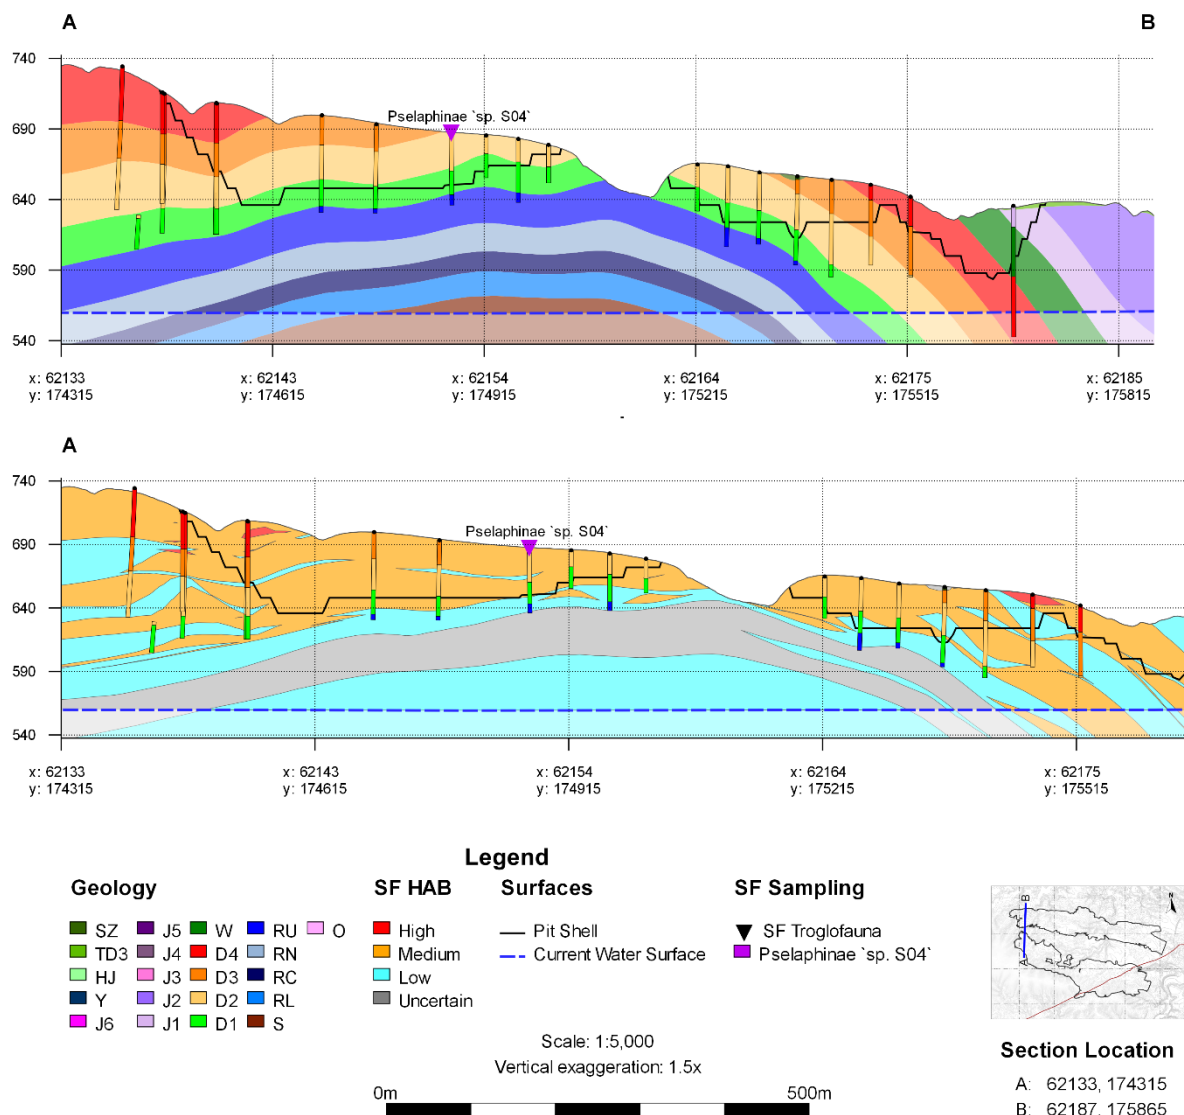 A B
740
Pselaphinae `sp. S04`
690
640
590
540
x: 62133 x: 62143 x: 62154 x: 62164 x: 62175 x: 62185
y: 174315 y: 174615 y: 174915 y: 175215 y: 175515 y: 175815
-
A
740
Pselaphinae `sp. S04`
690
640
590
540
x: 62133 x: 62143 x: 62154 x: 62164 x: 62175
y: 174315 y: 174615 y: 174915 y: 175215 y: 175515
Legend
Geology SF HAB Surfaces SF Sampling
SZ J5 W RU O High Pit Shell SF Troglofauna
TD3 J4 D4 RN Medium Current Water Surface Pselaphinae `sp. S04`
HJ J3 D3 RC Low
Y J2 D2 RL Uncertain
J6 J1 D1 S
Scale: 1:5,000
Vertical exaggeration: 1.5x
0m 500m
N
B
A
Section Location
A: 62133, 174315
B: 62187, 175865